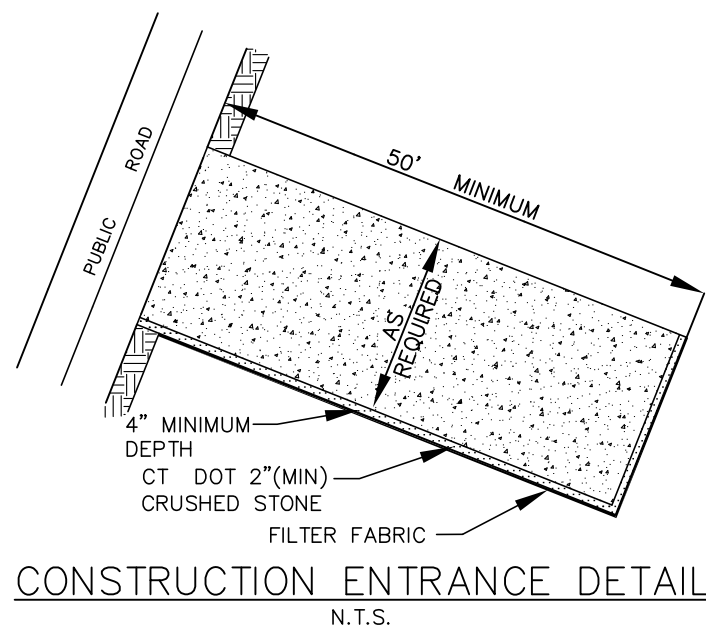 PUBLIC ROAD
50' MINIMUM
AS
REQUIRED
4” MINIMUM
DEPTH
CT DOT 2”(MIN)
CRUSHED STONE
FILTER FABRIC
CONSTRUCTION ENTRANCE DETAIL
N.T.S.